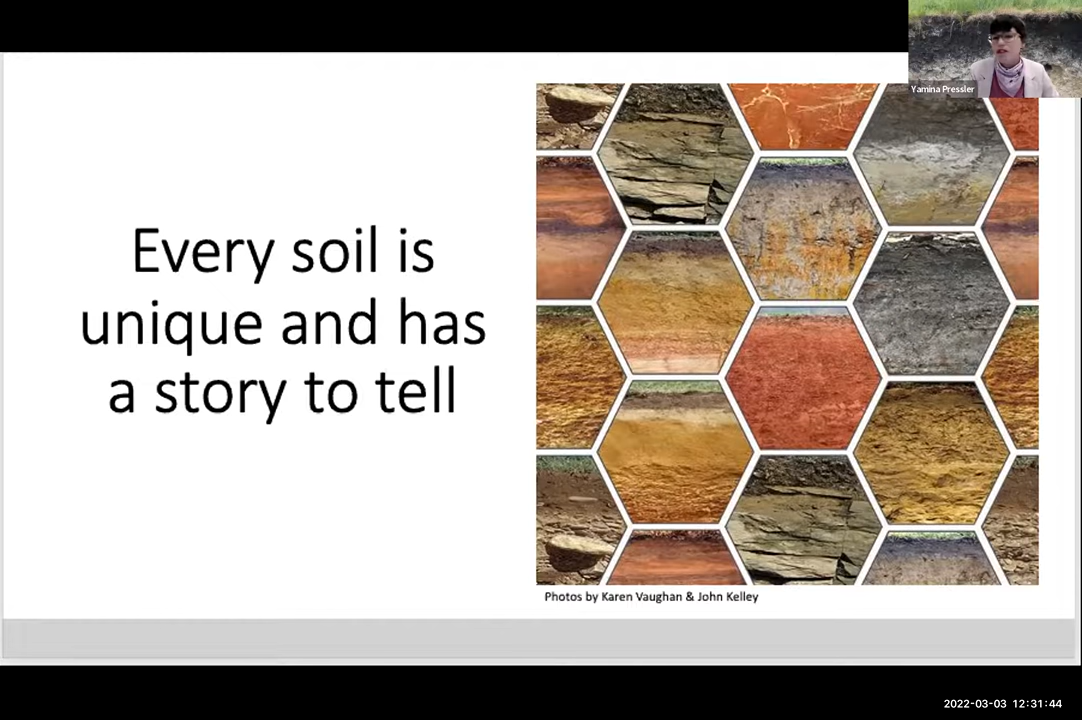 Yamina Pressler
Every soil is
unique and has
a story to tell
Photos by Karen Vaughan & John Kelley
2022-03-03 12:31:44